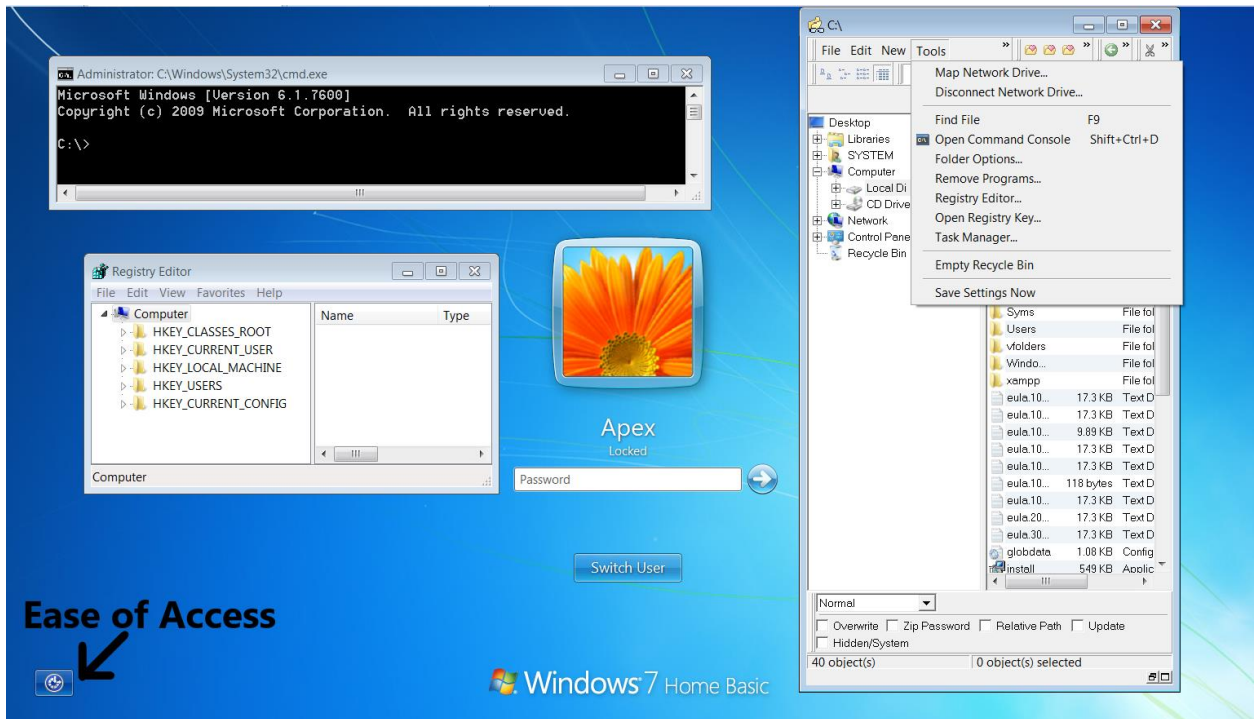 Administrator: C:\Windows\System32\cmd.exe
Microsoft Windows [Version 6.1.7600]
Copyright (c) 2009 Microsoft Corporation. All rights reserved.
C:\>
Registry Editor
File Edit View Favorites Help
Computer
HKEY_CLASSES_ROOT
HKEY_CURRENT_USER
HKEY_LOCAL_MACHINE
HKEY_USERS
HKEY_CURRENT_CONFIG
Name Type
Computer
Apex
Locked
Password
Switch User
Ease of Access
Windows 7 Home Basic
C:\
File Edit New Tools
Map Network Drive...
Disconnect Network Drive...
Find File F9
Open Command Console Shift+Ctrl+D
Folder Options...
Remove Programs...
Registry Editor...
Open Registry Key...
Task Manager...
Empty Recycle Bin
Save Settings Now
Desktop
Libraries
SYSTEM
Computer
Local Di
CD Drive
Network
Control Pane
Recycle Bin
Syms File fol
Users File fol
vfolders File fol
Windo... File fol
xampp File fol
eula.10... 17.3 KB Text D
eula.10... 17.3 KB Text D
eula.10... 9.89 KB Text D
eula.10... 17.3 KB Text D
eula.10... 17.3 KB Text D
eula.10... 118 bytes Text D
eula.10... 17.3 KB Text D
eula.20... 17.3 KB Text D
eula.30... 17.3 KB Text D
globdata 1.08 KB Config
install 549 KB Applic
Normal
Overwrite Zip Password Relative Path Update
Hidden/System
40 object(s) 0 object(s) selected